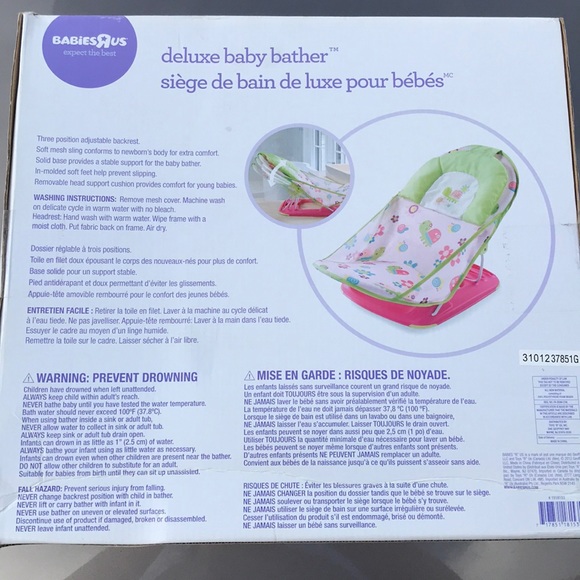 BABIES"R"US
expect the best
deluxe baby bather™
siège de bain de luxe pour bébés MC
Three position adjustable backrest.
Soft mesh sling conforms to newborn's body for extra comfort.
Solid base provides a stable support for the baby bather.
In-molded soft feet help prevent slipping.
Removable head support cushion provides comfort for young babies.
WASHING INSTRUCTIONS: Remove mesh cover. Machine wash
on delicate cycle in warm water with no bleach.
Headrest: Hand wash with warm water. Wipe frame with a
moist cloth. Put fabric back on frame. Air dry.
Dossier réglable à trois positions.
Toile en filet doux épousant le corps des nouveaux-nés pour plus de confort.
Base solide pour un support stable.
Pied antidérapant et doux permettant d'éviter les glissements.
Appuie-tête amovible rembourré pour le confort des jeunes bébés.
ENTRETIEN FACILE : Retirer la toile en filet. Laver à la machine au cycle délicat
à l'eau tiède. Ne pas javelliser. Appuie-tête rembourré: Laver à la main dans l'eau tiède.
Essuyer le cadre au moyen d'un linge humide.
Remettre la toile sur le cadre. Laisser sécher à l'air libre.
3101237851G
⚠ WARNING: PREVENT DROWNING
Children have drowned when left unattended.
ALWAYS keep child within adult's reach.
NEVER bathe baby until you have tested the water temperature.
Bath water should never exceed 100°F (37.8°C).
When using bather inside a sink or adult tub,
NEVER allow water to collect in sink or adult tub.
ALWAYS keep sink or adult tub drain open.
Infants can drown in as little as 1" (2.5 cm) of water.
ALWAYS bathe your infant using as little water as necessary.
Infants can drown even when other children are present near the bather.
DO NOT allow other children to substitute for an adult.
Suitable for babies from birth until they can sit up unassisted.
FALL HAZARD: Prevent serious injury from falling.
NEVER change backrest position with child in bather.
NEVER lift or carry bather with infant in it.
NEVER use bather on uneven or elevated surfaces.
Discontinue use of product if damaged, broken or disassembled.
NEVER leave infant unattended.
⚠ MISE EN GARDE : RISQUES DE NOYADE.
Les enfants laissés sans surveillance courent un grand risque de noyade.
Un enfant doit TOUJOURS être sous la surveillance d'un adulte.
NE JAMAIS laver le bébé avant d'avoir vérifié la température de l'eau.
La température de l'eau ne doit jamais dépasser 37,8 °C (100 °F).
Lorsque le siège de bain est utilisé dans un lavabo ou dans une baignoire,
NE JAMAIS laisser l'eau s'accumuler. Laisser TOUJOURS le drain ouvert.
Les enfants peuvent se noyer dans aussi peu que 2,5 cm (1 po) d'eau.
Utiliser TOUJOURS la quantité minimale d'eau nécessaire pour laver un bébé.
D'autres enfants présents NE PEUVENT JAMAIS remplacer un adulte.
Convient aux bébés de la naissance jusqu'à ce qu'ils puissent s'asseoir sans aide.
RISQUES DE CHUTE : Éviter les blessures graves à la suite d'une chute.
NE JAMAIS CHANGER la position du dossier tandis que le bébé se trouve sur le siège.
NE JAMAIS soulever ou transporter le siège lorsque le bébé s'y trouve.
NE JAMAIS utiliser le siège de bain sur une surface irrégulière ou surélevée.
Cesser l'utilisation du produit s'il est endommagé, brisé ou démonté.
NE JAMAIS laisser un bébé sans surveillance.